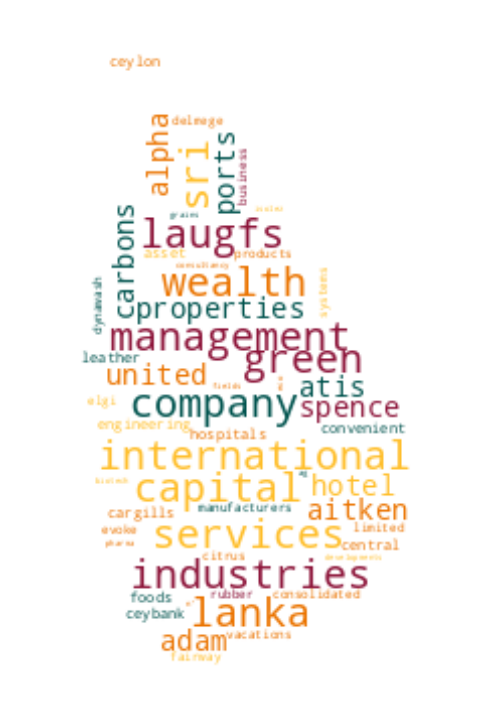 ceylon
alpha
delmege
sri
ports
business
carbons
grains
laugfs
asset
products
consultancy
wealth
systems
dynawash
cproperties
management
leather
green
united
fields
atis
elgi
company
spence
engineering
hospitals
convenient
international
biotech
capital
hotel
manufacturers
cargills
aitken
evoke
services
limited
pharma
central
citrus
developments
industries
foods
rubber
consolidated
ceybank
lanka
adam
vacations
fairway